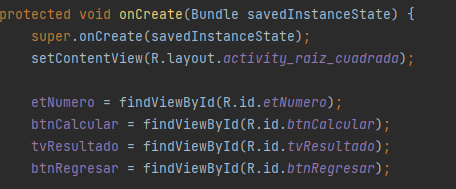 protected void onCreate(Bundle savedInstanceState) {
super.onCreate(savedInstanceState);
setContentView(R.layout.activity_raiz_cuadrada);
etNumero = findViewById(R.id.etNumero);
btnCalcular = findViewById(R.id.btnCalcular);
tvResultado = findViewById(R.id.tvResultado);
btnRegresar = findViewById(R.id.btnRegresar);